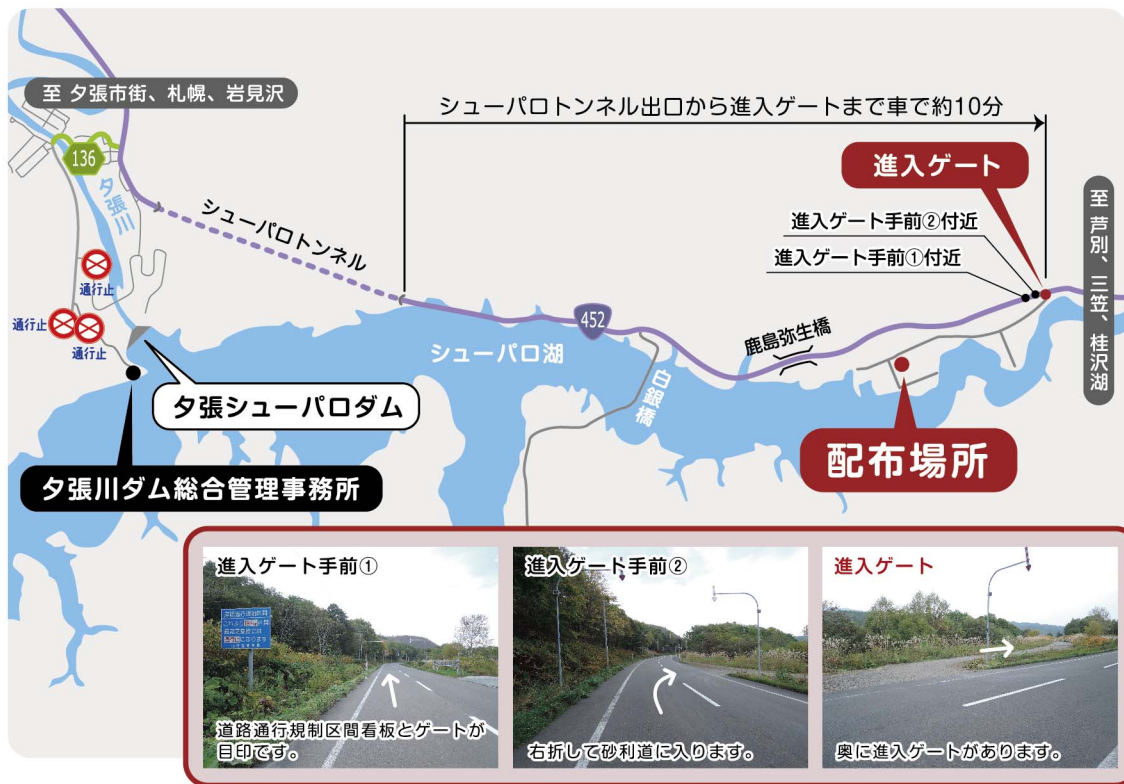 至 夕張市街、札幌、岩見沢
シューパロトンネル出口から進入ゲートまで車で約10分
136
夕張川
シューパロトンネル
進入ゲート
進入ゲート手前②付近
進入ゲート手前①付近
至 芦別、三笠、桂沢湖
通行止
通行止
通行止
452
シューパロ湖
鹿島弥生橋
白銀橋
夕張シューパロダム
配布場所
夕張川ダム総合管理事務所
進入ゲート手前①
道路通行規制区間看板とゲートが
目印です。
進入ゲート手前②
右折して砂利道に入ります。
進入ゲート
奥に進入ゲートがあります。